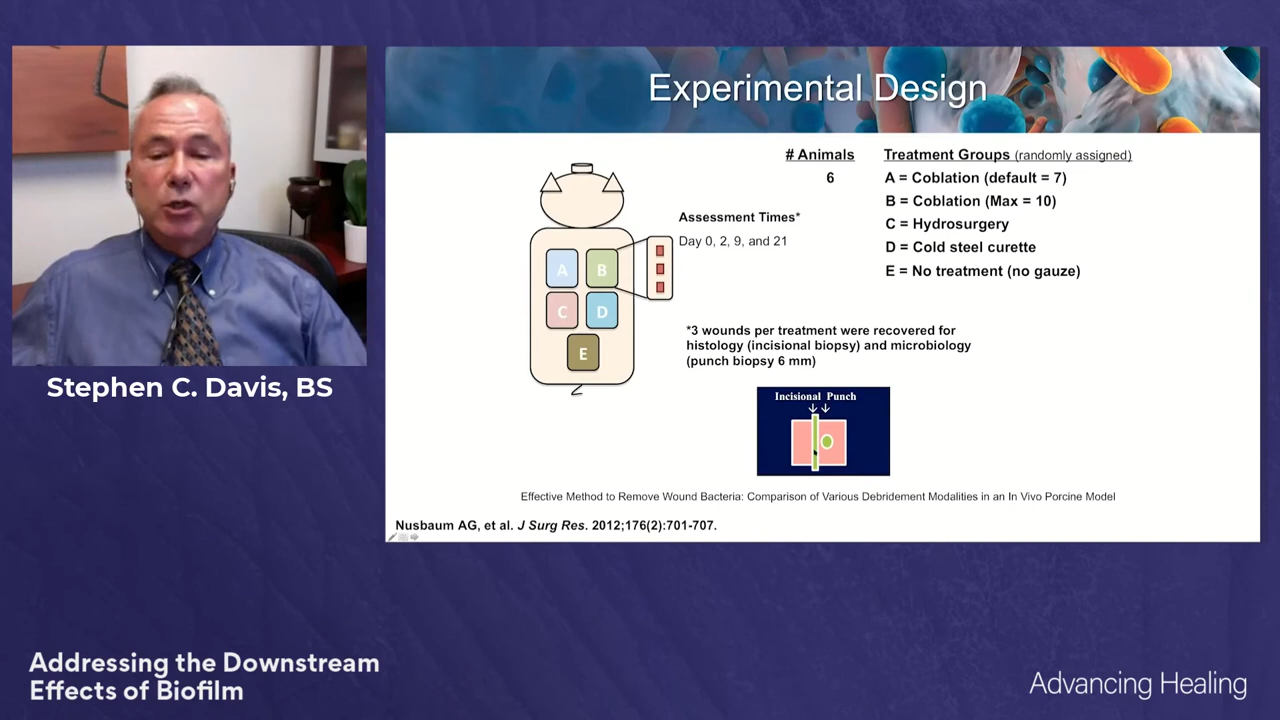 Experimental Design
# Animals
6
Treatment Groups (randomly assigned)
A = Coblation (default = 7)
B = Coblation (Max = 10)
C = Hydrosurgery
D = Cold steel curette
E = No treatment (no gauze)
Assessment Times*
Day 0, 2, 9, and 21
A
B
C
D
E
*3 wounds per treatment were recovered for
histology (incisional biopsy) and microbiology
(punch biopsy 6 mm)
Incisional Punch
Effective Method to Remove Wound Bacteria: Comparison of Various Debridement Modalities in an In Vivo Porcine Model
Nusbaum AG, et al. J Surg Res. 2012;176(2):701-707.
Stephen C. Davis, BS
Addressing the Downstream
Effects of Biofilm
Advancing Healing